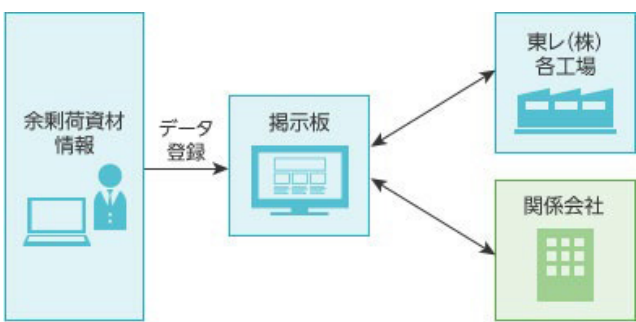 余剰荷資材
情報
データ
登録
掲示板
東レ(株)
各工場
関係会社